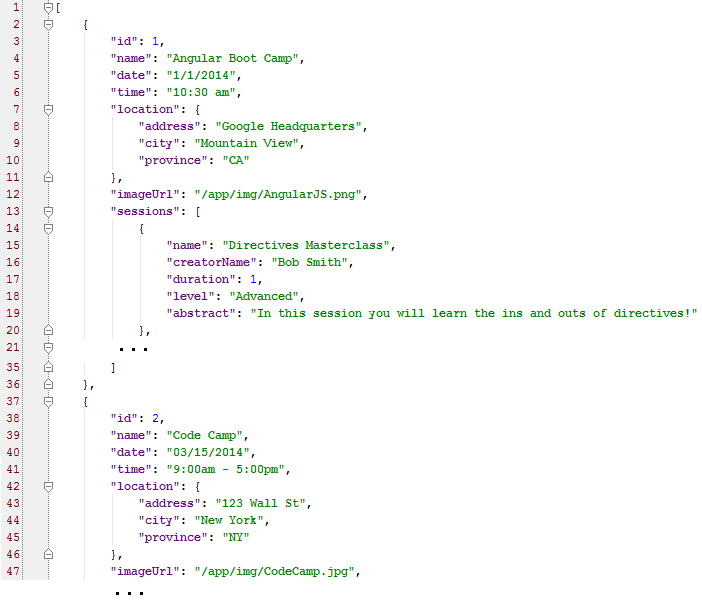 1 [
2 {
3 "id": 1,
4 "name": "Angular Boot Camp",
5 "date": "1/1/2014",
6 "time": "10:30 am",
7 "location": {
8 "address": "Google Headquarters",
9 "city": "Mountain View",
10 "province": "CA"
11 },
12 "imageUrl": "/app/img/AngularJS.png",
13 "sessions": [
14 {
15 "name": "Directives Masterclass",
16 "creatorName": "Bob Smith",
17 "duration": 1,
18 "level": "Advanced",
19 "abstract": "In this session you will learn the ins and outs of directives!"
20 },
21 ...
35 ]
36 },
37 {
38 "id": 2,
39 "name": "Code Camp",
40 "date": "03/15/2014",
41 "time": "9:00am - 5:00pm",
42 "location": {
43 "address": "123 Wall St",
44 "city": "New York",
45 "province": "NY"
46 },
47 "imageUrl": "/app/img/CodeCamp.jpg",
...